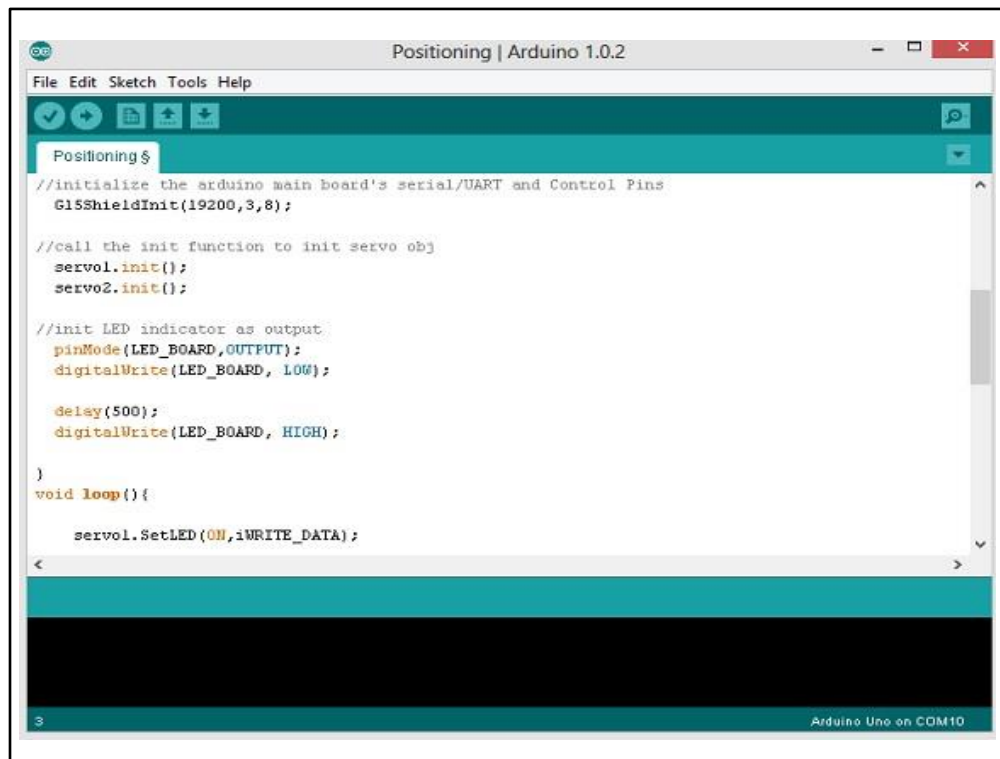 Positioning | Arduino 1.0.2
File Edit Sketch Tools Help
Positioning §
//initialize the arduino main board's serial/UART and Control Pins
G15ShieldInit(19200,3,8);
//call the init function to init servo obj
servo1.init();
servo2.init();
//init LED indicator as output
pinMode(LED_BOARD,OUTPUT);
digitalWrite(LED_BOARD, LOW);
delay(500);
digitalWrite(LED_BOARD, HIGH);
}
void loop(){
servo1.SetLED(ON,iWRITE_DATA);
3
Arduino Uno on COM10